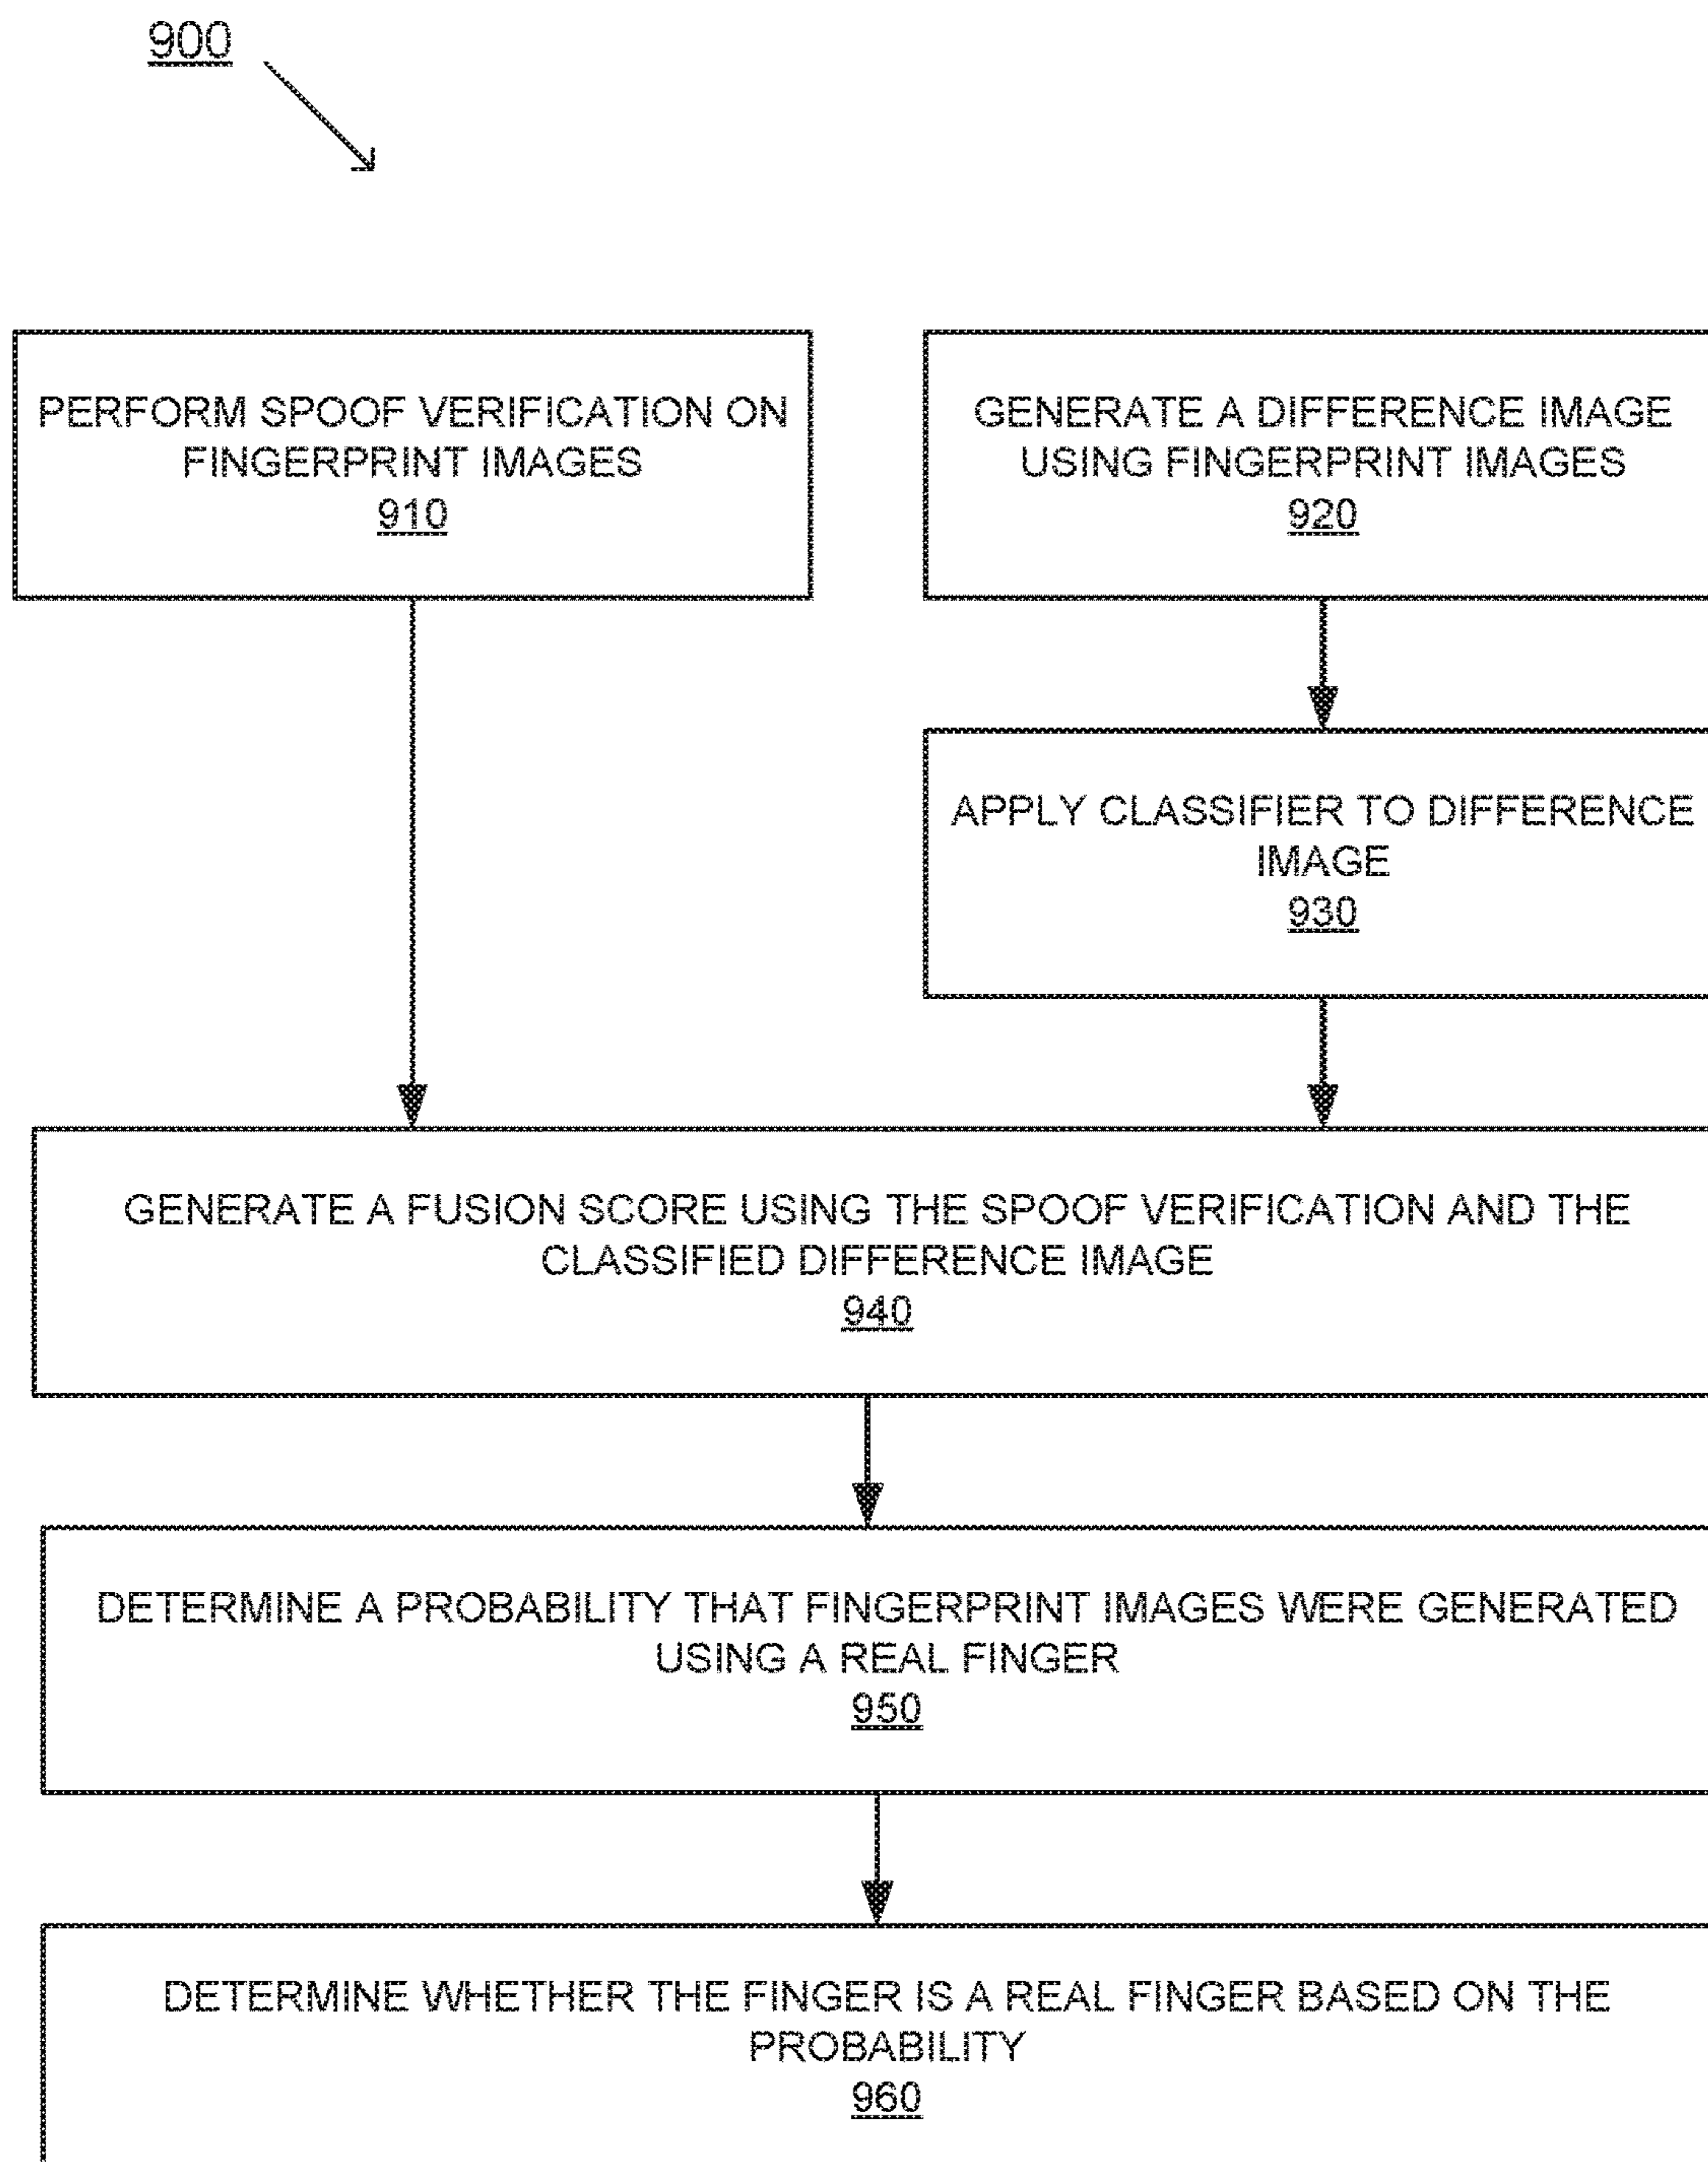 900
PERFORM SPOOF VERIFICATION ON
FINGERPRINT IMAGES
910
GENERATE A DIFFERENCE IMAGE
USING FINGERPRINT IMAGES
920
APPLY CLASSIFIER TO DIFFERENCE
IMAGE
930
GENERATE A FUSION SCORE USING THE SPOOF VERIFICATION AND THE
CLASSIFIED DIFFERENCE IMAGE
940
DETERMINE A PROBABILITY THAT FINGERPRINT IMAGES WERE GENERATED
USING A REAL FINGER
950
DETERMINE WHETHER THE FINGER IS A REAL FINGER BASED ON THE
PROBABILITY
960